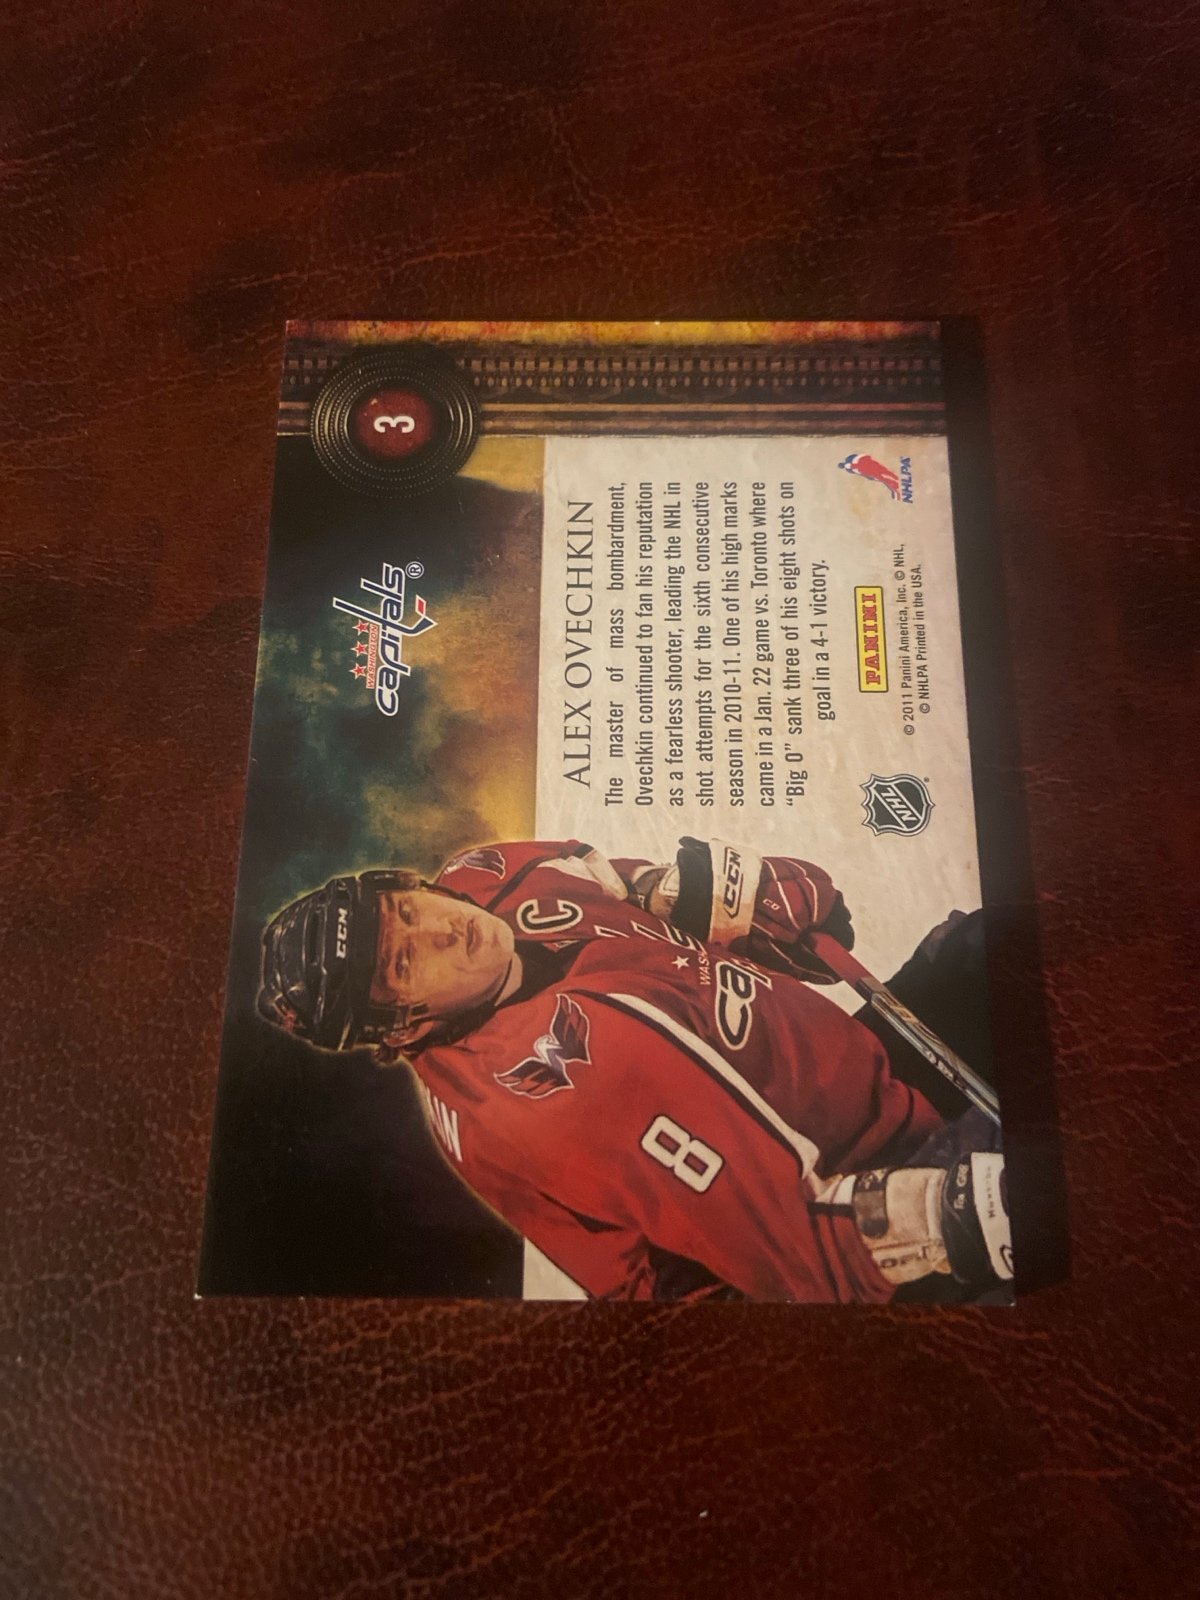 3
WASHINGTON
capitals®
ALEX OVECHKIN
The master of mass bombardment,
Ovechkin continued to fan his reputation
as a fearless shooter, leading the NHL in
shot attempts for the sixth consecutive
season in 2010-11. One of his high marks
came in a Jan. 22 game vs. Toronto where
“Big O” sank three of his eight shots on
goal in a 4-1 victory.
NHL
PANINI
NHLPA
© 2011 Panini America, Inc. © NHL,
© NHLPA Printed in the USA.
CCM
C
CCM
8